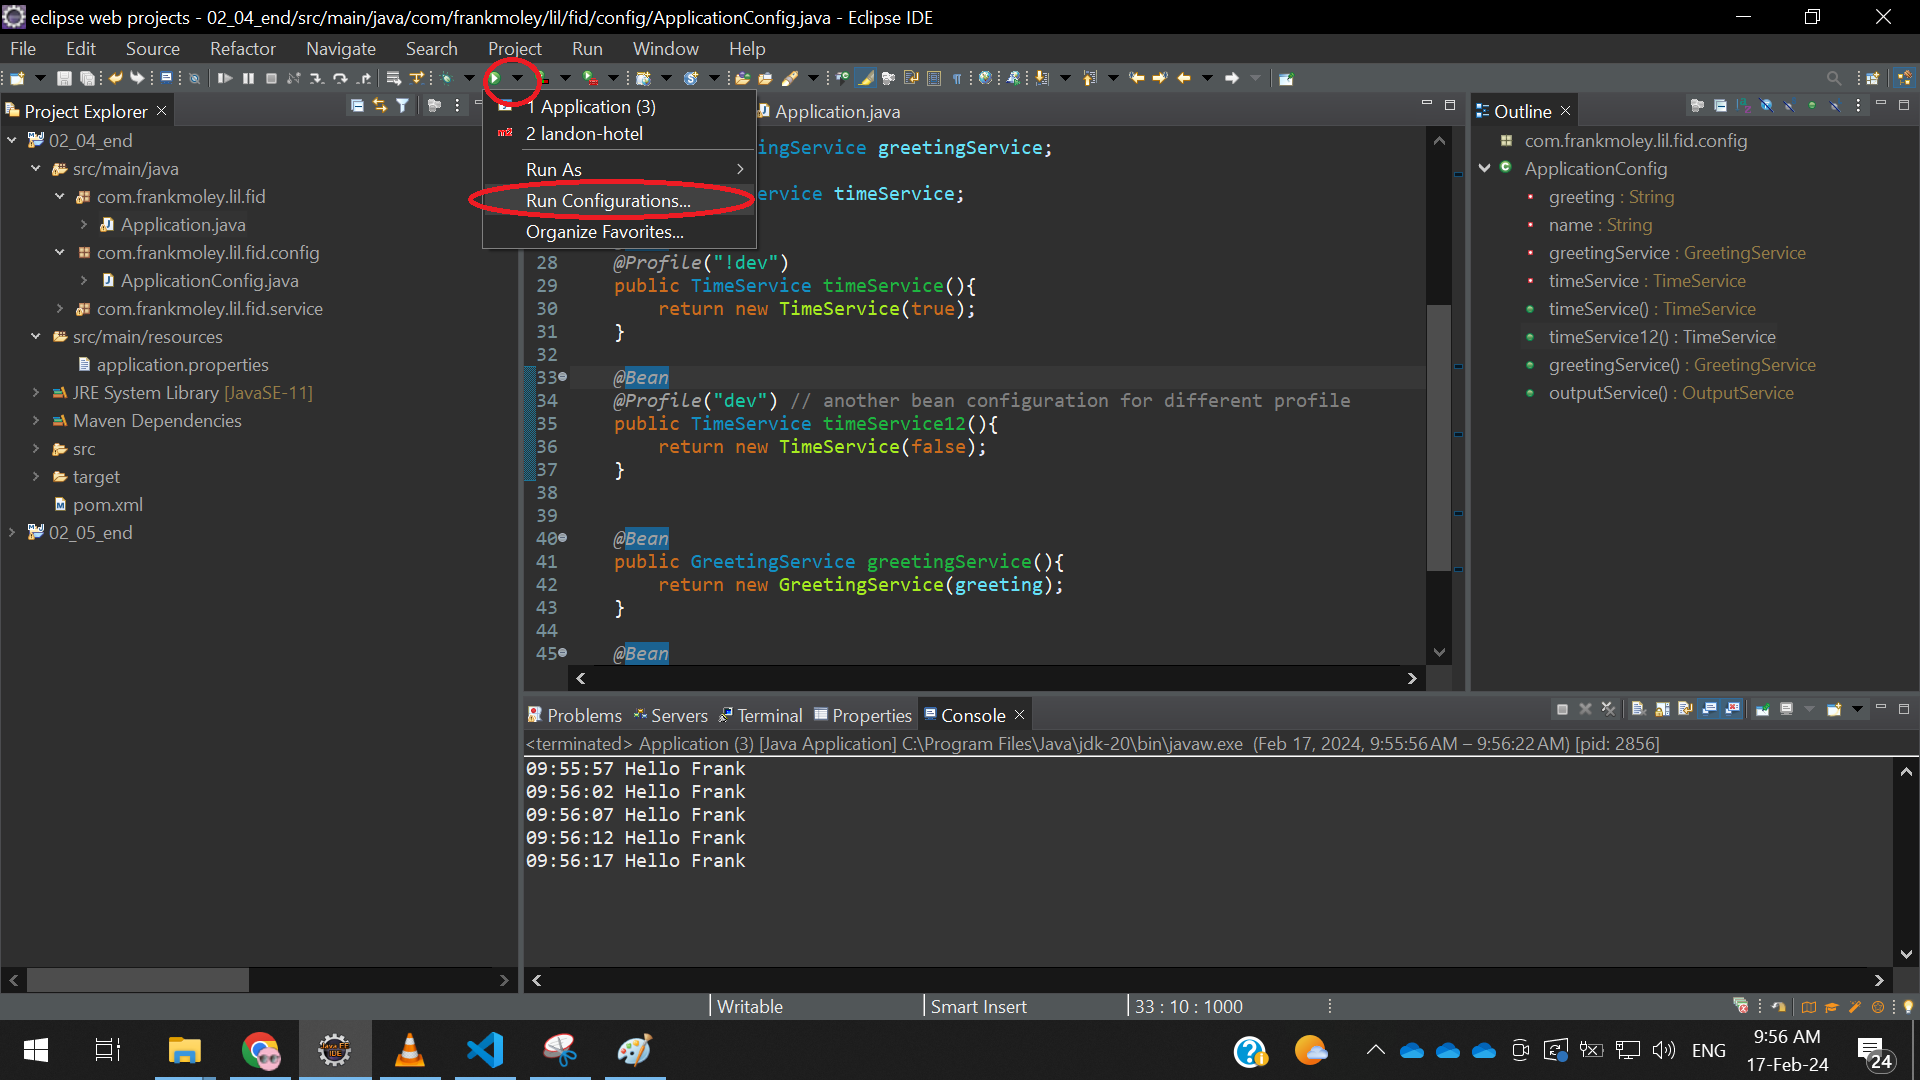 eclipse web projects - 02_04_end/src/main/java/com/frankmoley/lil/fid/config/ApplicationConfig.java - Eclipse IDE
File Edit Source Refactor Navigate Search Project Run Window Help
Project Explorer
02_04_end
src/main/java
com.frankmoley.lil.fid
Application.java
com.frankmoley.lil.fid.config
ApplicationConfig.java
com.frankmoley.lil.fid.service
src/main/resources
application.properties
JRE System Library [JavaSE-11]
Maven Dependencies
src
target
pom.xml
02_05_end
1 Application (3)
2 landon-hotel
Run As
Run Configurations...
Organize Favorites...
Application.java
ingService greetingService;
ervice timeService;
28 @Profile("!dev")
29 public TimeService timeService(){
30 return new TimeService(true);
31 }
32
33 @Bean
34 @Profile("dev") // another bean configuration for different profile
35 public TimeService timeService12(){
36 return new TimeService(false);
37 }
38
39
40 @Bean
41 public GreetingService greetingService(){
42 return new GreetingService(greeting);
43 }
44
45 @Bean
Outline
com.frankmoley.lil.fid.config
ApplicationConfig
greeting : String
name : String
greetingService : GreetingService
timeService : TimeService
timeService() : TimeService
timeService12() : TimeService
greetingService() : GreetingService
outputService() : OutputService
Problems Servers Terminal Properties Console
<terminated> Application (3) [Java Application] C:\Program Files\Java\jdk-20\bin\javaw.exe (Feb 17, 2024, 9:55:56 AM – 9:56:22 AM) [pid: 2856]
09:55:57 Hello Frank
09:56:02 Hello Frank
09:56:07 Hello Frank
09:56:12 Hello Frank
09:56:17 Hello Frank
Writable Smart Insert 33 : 10 : 1000
ENG
9:56 AM
17-Feb-24
24